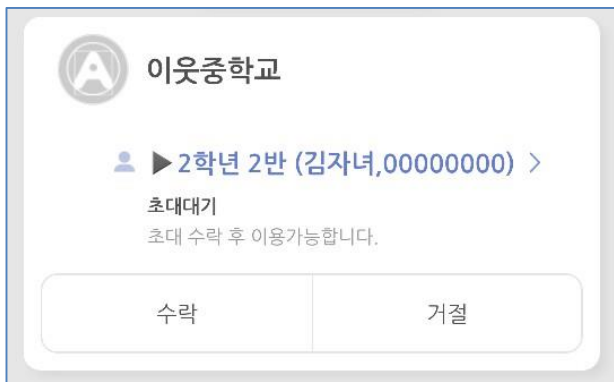 이웃중학교
▶2학년 2반 (김자녀,00000000) >
초대대기
초대 수락 후 이용가능합니다.
수락 거절